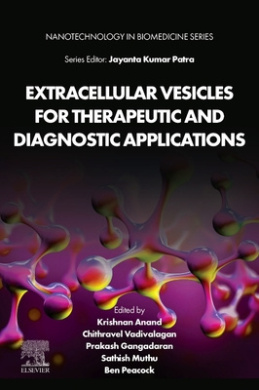 NANOTECHNOLOGY IN BIOMEDICINE SERIES
Series Editor: Jayanta Kumar Patra
EXTRACELLULAR VESICLES
FOR THERAPEUTIC AND
DIAGNOSTIC APPLICATIONS
Edited by
Krishnan Anand
Chithravel Vadivalagan
Prakash Gangadaran
Sathish Muthu
Ben Peacock
ELSEVIER